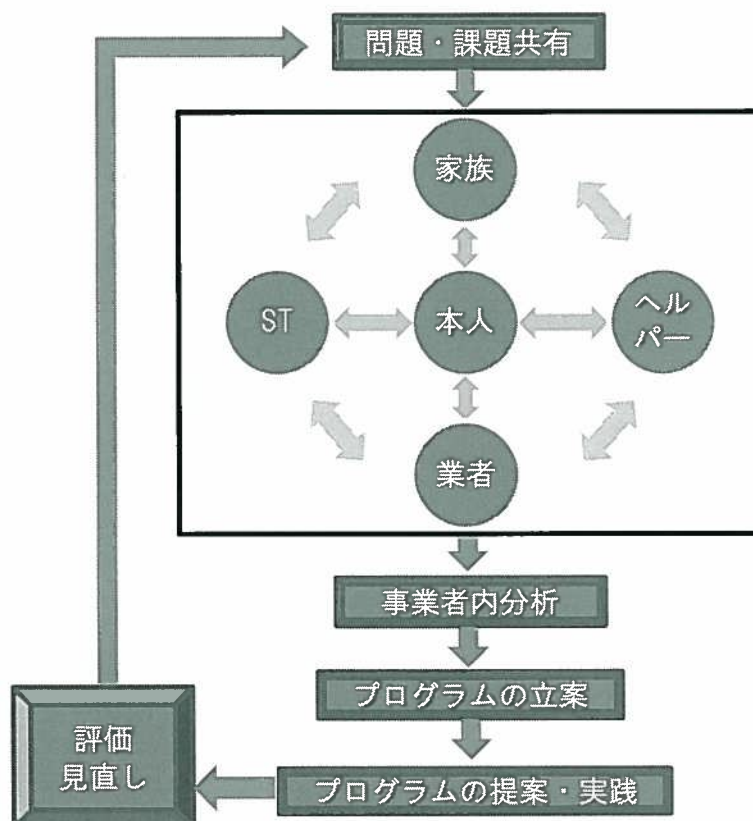 問題・課題共有
家族
ST
本人
ヘル
パー
業者
事業者内分析
プログラムの立案
プログラムの提案・実践
評価
見直し